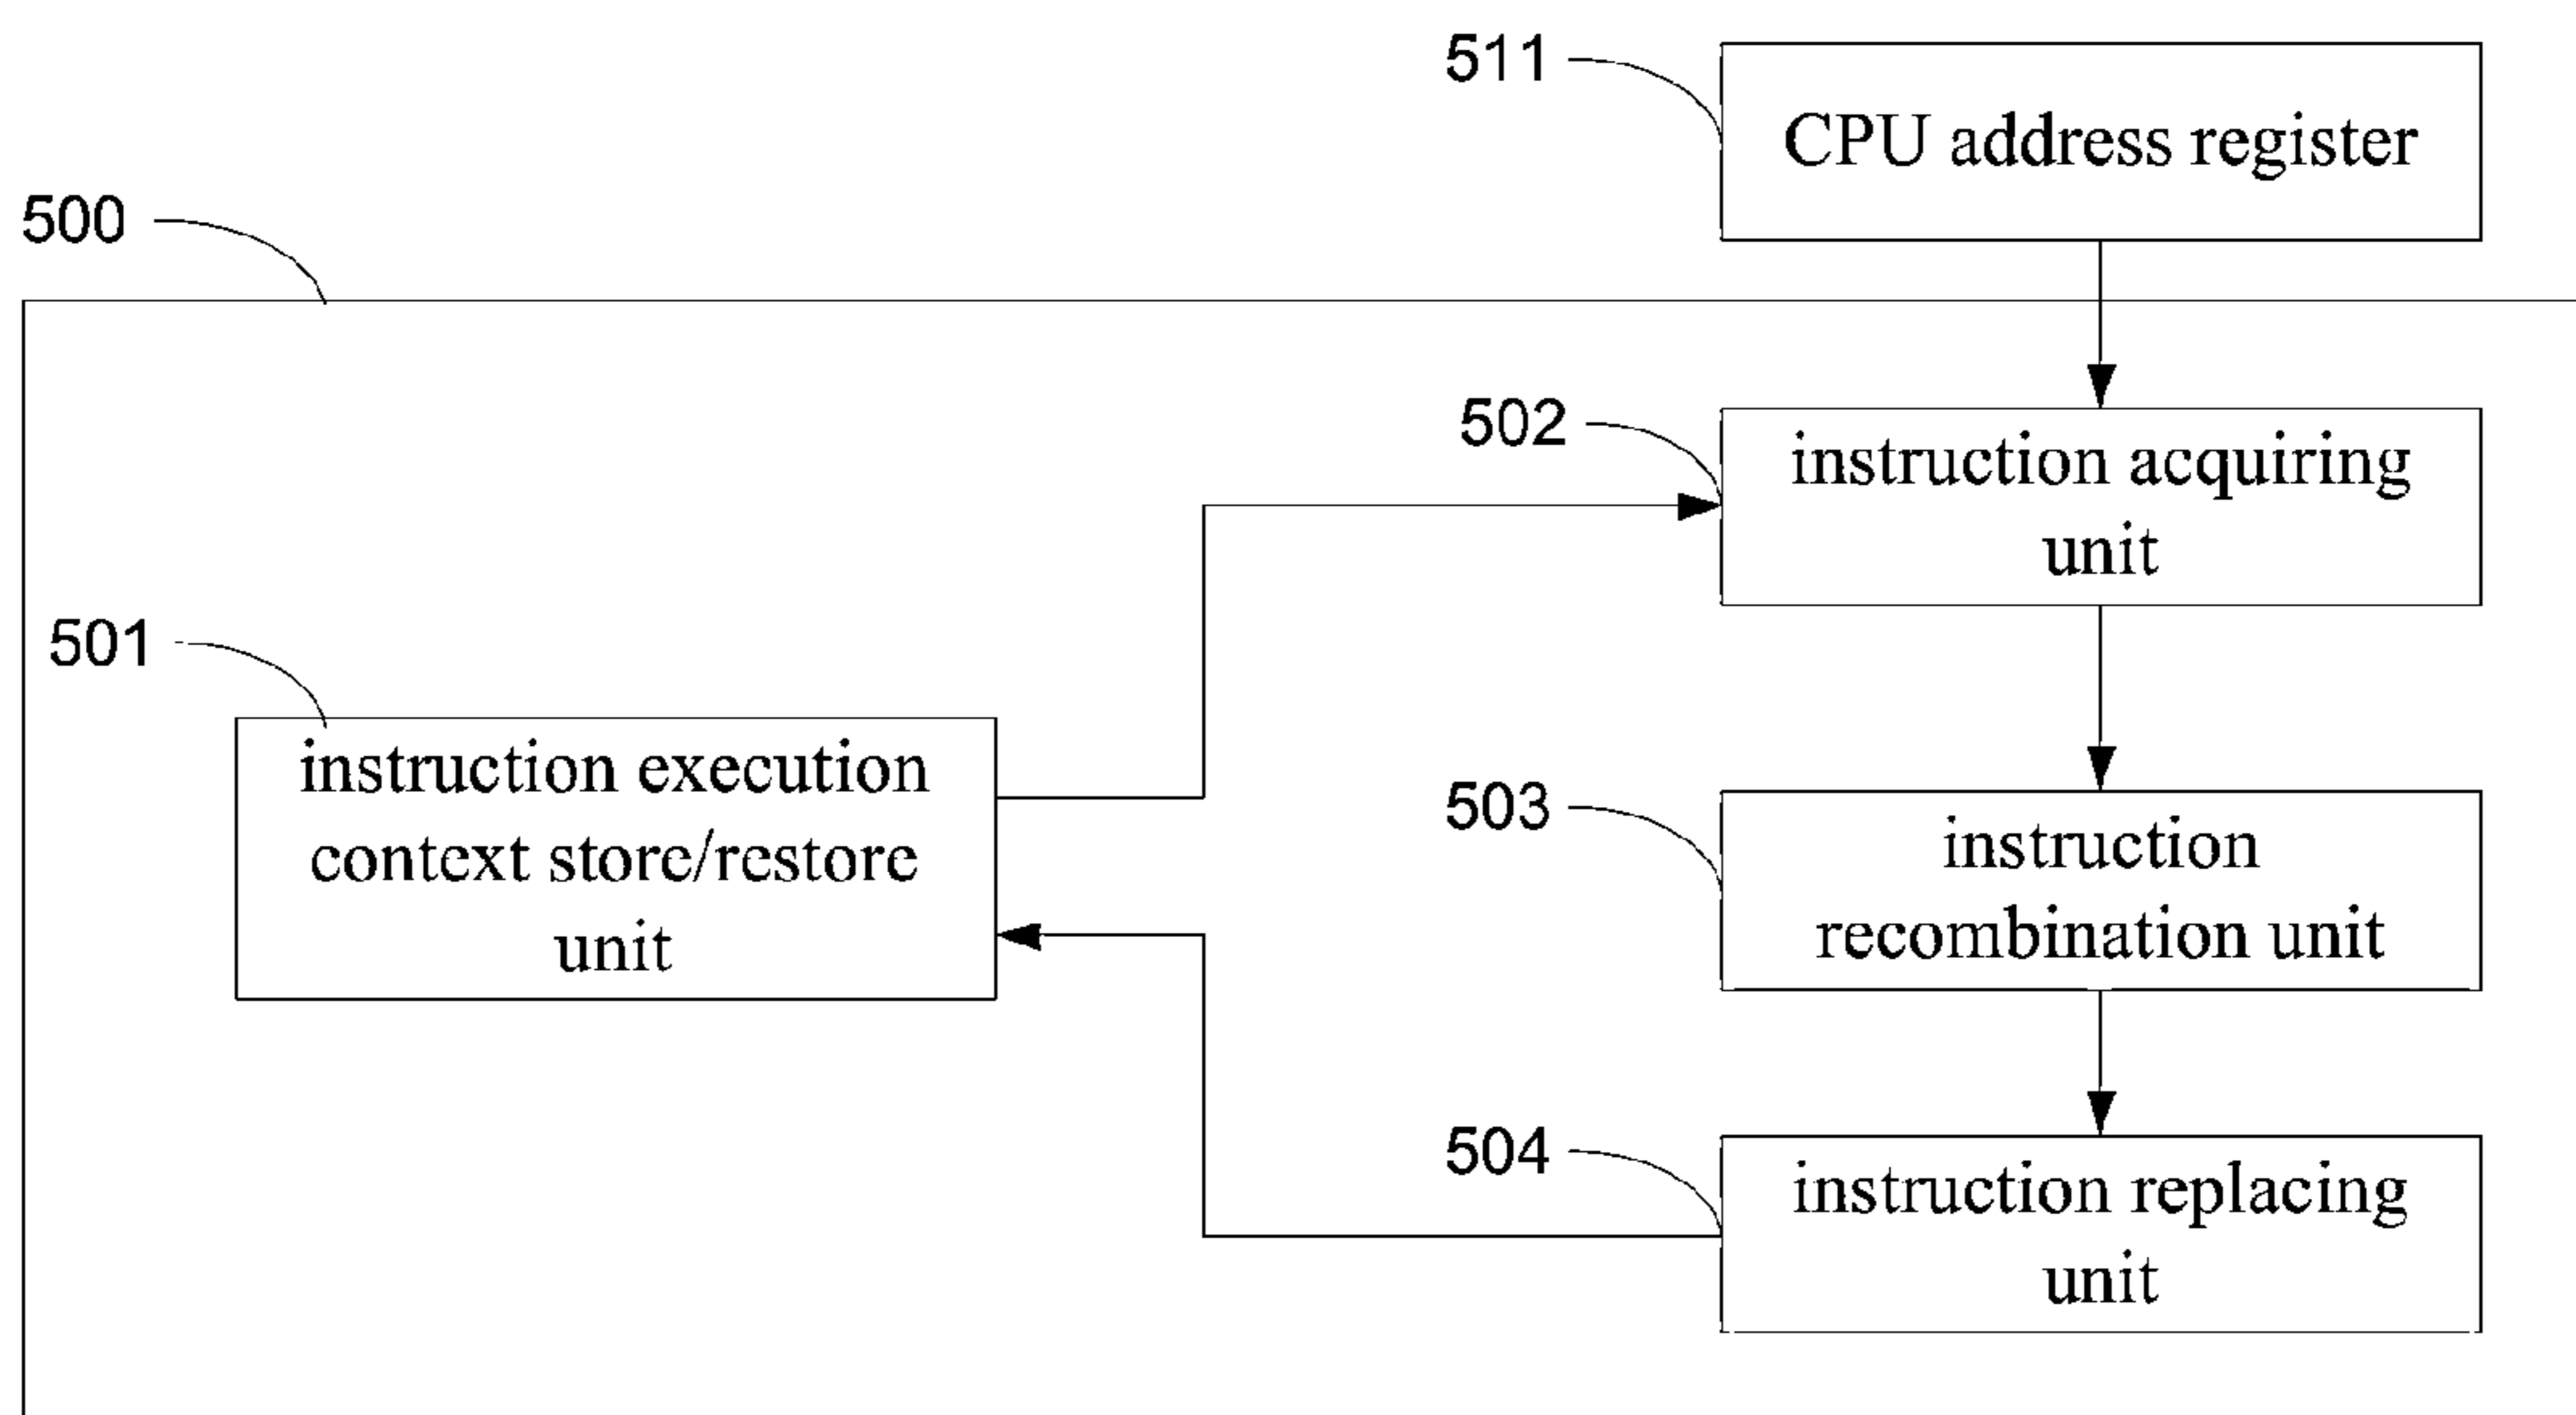 511
CPU address register
500
502
instruction acquiring
unit
501
instruction execution
context store/restore
unit
503
instruction
recombination unit
504
instruction replacing
unit